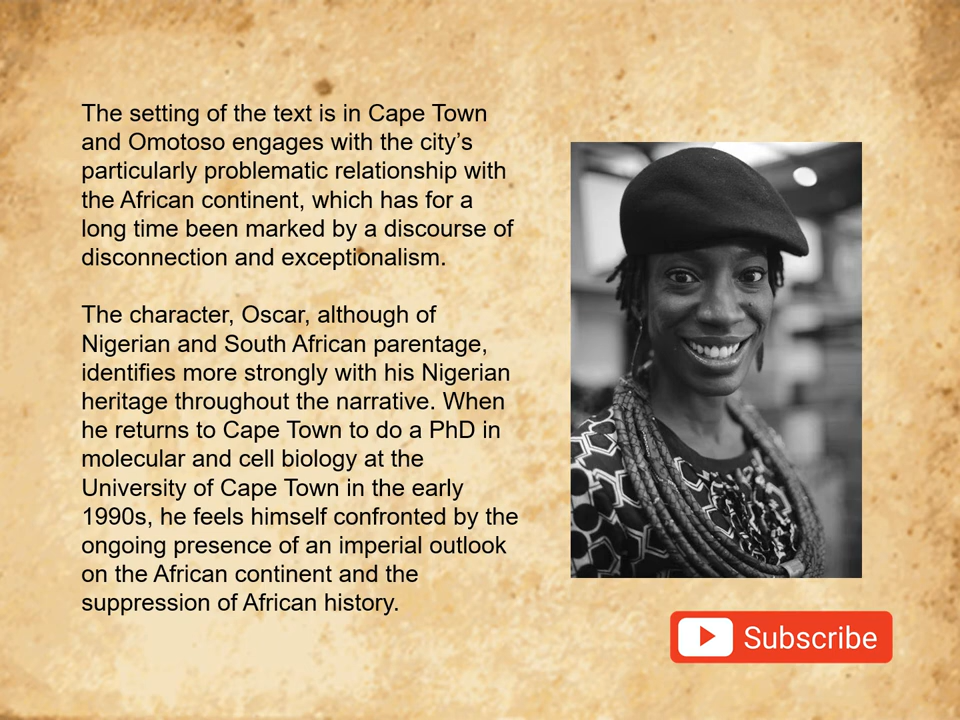 The setting of the text is in Cape Town
and Omotoso engages with the city’s
particularly problematic relationship with
the African continent, which has for a
long time been marked by a discourse of
disconnection and exceptionalism.
The character, Oscar, although of
Nigerian and South African parentage,
identifies more strongly with his Nigerian
heritage throughout the narrative. When
he returns to Cape Town to do a PhD in
molecular and cell biology at the
University of Cape Town in the early
1990s, he feels himself confronted by the
ongoing presence of an imperial outlook
on the African continent and the
suppression of African history.
Subscribe